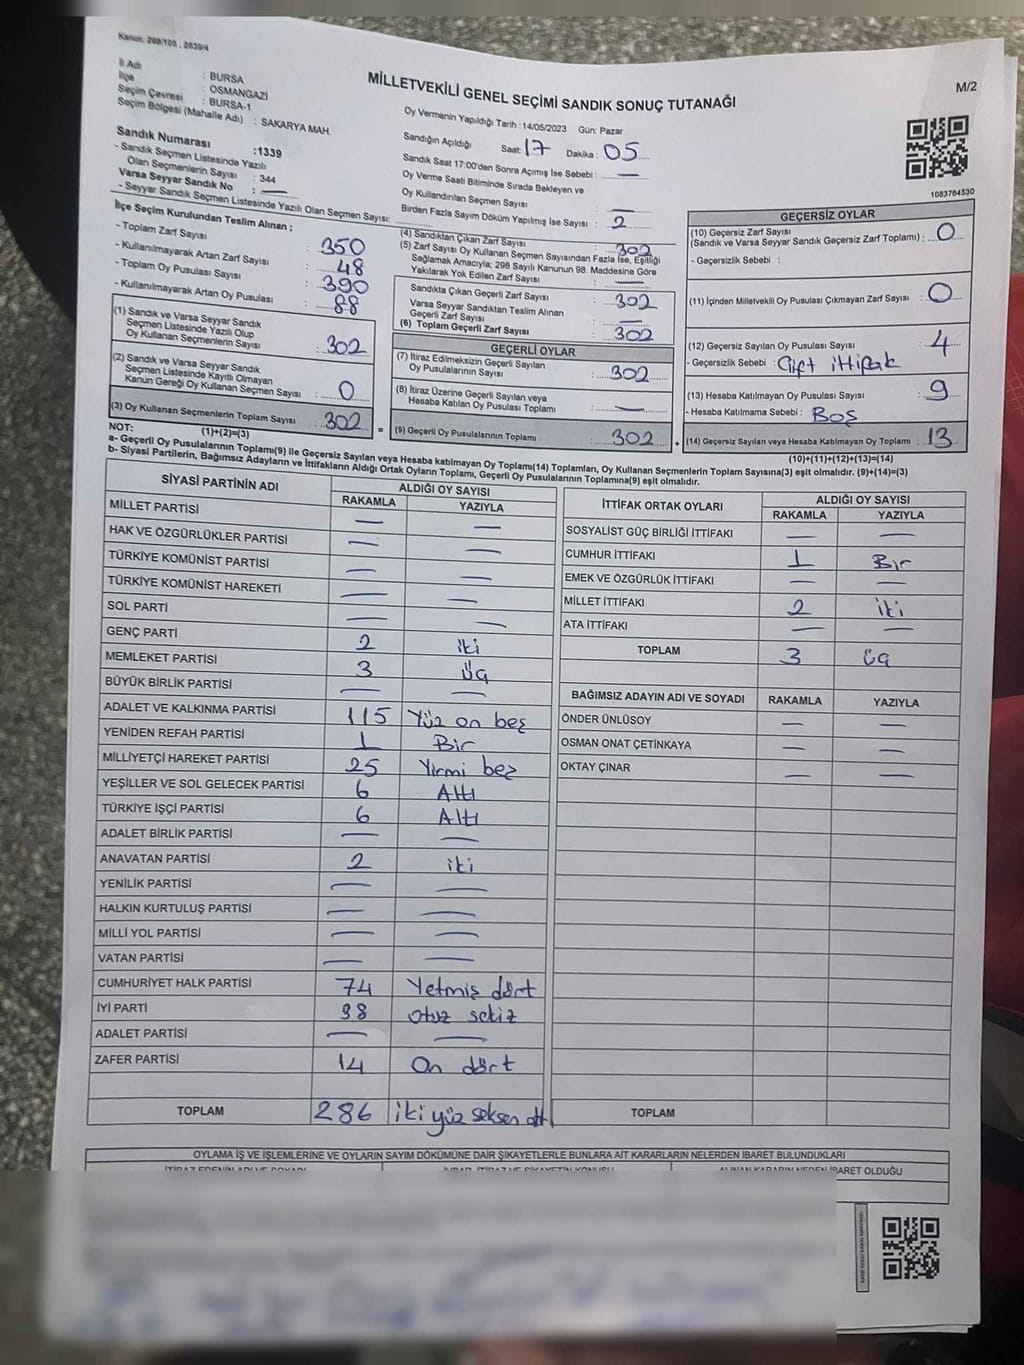 Kanun: 298/105 , 2839/4
MİLLETVEKİLİ GENEL SEÇİMİ SANDIK SONUÇ TUTANAĞI
M/2
İl Adı : BURSA
İlçe : OSMANGAZİ
Seçim Çevresi : BURSA-1
Seçim Bölgesi (Mahalle Adı) : SAKARYA MAH.
Sandık Numarası :1339
- Sandık Seçmen Listesinde Yazılı
Olan Seçmenlerin Sayısı : 344
Varsa Seyyar Sandık No : —
- Seyyar Sandık Seçmen Listesinde Yazılı Olan Seçmen Sayısı:
Oy Vermenin Yapıldığı Tarih :14/05/2023 Gün: Pazar
Sandığın Açıldığı Saat: 17 Dakika : 05
Sandık Saat 17:00'den Sonra Açılmış İse Sebebi : —
Oy Verme Saati Bitiminde Sırada Bekleyen ve
Oy Kullandırılan Seçmen Sayısı : —
Birden Fazla Sayım Döküm Yapılmış İse Sayısı : 2
1083764530
İlçe Seçim Kurulundan Teslim Alınan ;
- Toplam Zarf Sayısı : 350
- Kullanılmayarak Artan Zarf Sayısı : 48
- Toplam Oy Pusulası Sayısı : 390
- Kullanılmayarak Artan Oy Pusulası : 88
(1) Sandık ve Varsa Seyyar Sandık
Seçmen Listesinde Yazılı Olup
Oy Kullanan Seçmenlerin Sayısı : 302
(2) Sandık ve Varsa Seyyar Sandık
Seçmen Listesinde Kayıtlı Olmayan
Kanun Gereği Oy Kullanan Seçmen Sayısı : 0
(3) Oy Kullanan Seçmenlerin Toplam Sayısı : 302
(1)+(2)=(3)
(4) Sandıktan Çıkan Zarf Sayısı : 302
(5) Zarf Sayısı Oy Kullanan Seçmen Sayısından Fazla İse, Eşitliği
Sağlamak Amacıyla; 298 Sayılı Kanunun 98. Maddesine Göre
Yakılarak Yok Edilen Zarf Sayısı : —
Sandıkta Çıkan Geçerli Zarf Sayısı : 302
Varsa Seyyar Sandıktan Teslim Alınan
Geçerli Zarf Sayısı : —
(6) Toplam Geçerli Zarf Sayısı : 302
GEÇERLİ OYLAR
(7) İtiraz Edilmeksizin Geçerli Sayılan
Oy Pusulalarının Sayısı : 302
(8) İtiraz Üzerine Geçerli Sayılan veya
Hesaba Katılan Oy Pusulası Toplamı : —
= (9) Geçerli Oy Pusulalarının Toplamı : 302 +
GEÇERSİZ OYLAR
(10) Geçersiz Zarf Sayısı
(Sandık ve Varsa Seyyar Sandık Geçersiz Zarf Toplamı) : 0
- Geçersizlik Sebebi :
(11) İçinden Milletvekili Oy Pusulası Çıkmayan Zarf Sayısı : 0
(12) Geçersiz Sayılan Oy Pusulası Sayısı : 4
- Geçersizlik Sebebi : Çift ittifak
(13) Hesaba Katılmayan Oy Pusulası Sayısı : 9
- Hesaba Katılmama Sebebi : Boş
(14) Geçersiz Sayılan veya Hesaba Katılmayan Oy Toplamı : 13
(10)+(11)+(12)+(13)=(14)
NOT:
a- Geçerli Oy Pusulalarının Toplamı(9) ile Geçersiz Sayılan veya Hesaba katılmayan Oy Toplamı(14) Toplamları, Oy Kullanan Seçmenlerin Toplam Sayısına(3) eşit olmalıdır. (9)+(14)=(3)
b- Siyasi Partilerin, Bağımsız Adayların ve İttifakların Aldığı Ortak Oyların Toplamı, Geçerli Oy Pusulalarının Toplamına(9) eşit olmalıdır.
SİYASİ PARTİNİN ADI ALDIĞI OY SAYISI
RAKAMLA YAZIYLA
MİLLET PARTİSİ — —
HAK VE ÖZGÜRLÜKLER PARTİSİ — —
TÜRKİYE KOMÜNİST PARTİSİ — —
TÜRKİYE KOMÜNİST HAREKETİ — —
SOL PARTİ — —
GENÇ PARTİ 2 iki
MEMLEKET PARTİSİ 3 üç
BÜYÜK BİRLİK PARTİSİ — —
ADALET VE KALKINMA PARTİSİ 115 Yüz on beş
YENİDEN REFAH PARTİSİ 1 Bir
MİLLİYETÇİ HAREKET PARTİSİ 25 Yirmi beş
YEŞİLLER VE SOL GELECEK PARTİSİ 6 Altı
TÜRKİYE İŞÇİ PARTİSİ 6 Altı
ADALET BİRLİK PARTİSİ — —
ANAVATAN PARTİSİ 2 iki
YENİLİK PARTİSİ — —
HALKIN KURTULUŞ PARTİSİ — —
MİLLİ YOL PARTİSİ — —
VATAN PARTİSİ — —
CUMHURİYET HALK PARTİSİ 74 Yetmiş dört
İYİ PARTİ 38 otuz sekiz
ADALET PARTİSİ — —
ZAFER PARTİSİ 14 On dört
TOPLAM 286 iki yüz seksen altı
İTTİFAK ORTAK OYLARI ALDIĞI OY SAYISI
RAKAMLA YAZIYLA
SOSYALİST GÜÇ BİRLİĞİ İTTİFAKI — —
CUMHUR İTTİFAKI 1 Bir
EMEK VE ÖZGÜRLÜK İTTİFAKI — —
MİLLET İTTİFAKI 2 iki
ATA İTTİFAKI — —
TOPLAM 3 üç
BAĞIMSIZ ADAYIN ADI VE SOYADI RAKAMLA YAZIYLA
ÖNDER ÜNLÜSOY — —
OSMAN ONAT ÇETİNKAYA — —
OKTAY ÇINAR — —
TOPLAM
OYLAMA İŞ VE İŞLEMLERİNE VE OYLARIN SAYIM DÖKÜMÜNE DAİR ŞİKAYETLERLE BUNLARA AİT KARARLARIN NELERDEN İBARET BULUNDUKLARI
İTİRAZ EDENİN ADI VE SOYADI İTİRAZ VE ŞİKAYETİN KONUSU ALINAN KARARIN NEDEN İBARET OLDUĞU